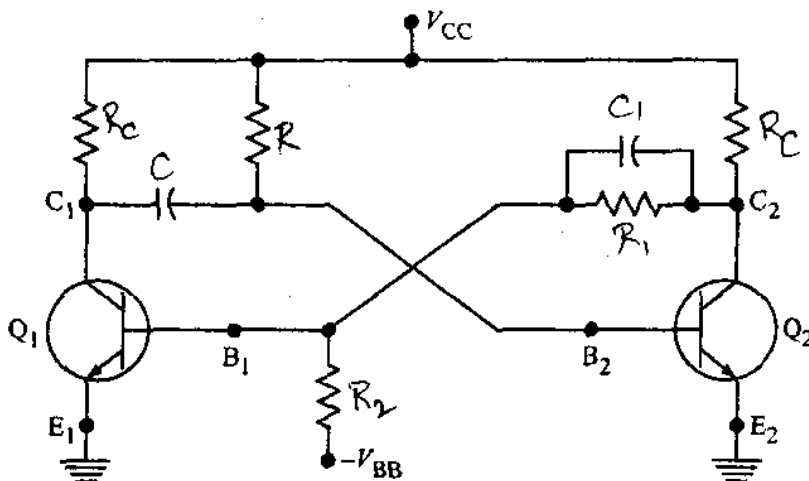 V_CC
R_C
R
C_1
R_C
C
C_1
R_1
C_2
Q_1
B_1
B_2
Q_2
R_2
E_1
E_2
-V_BB